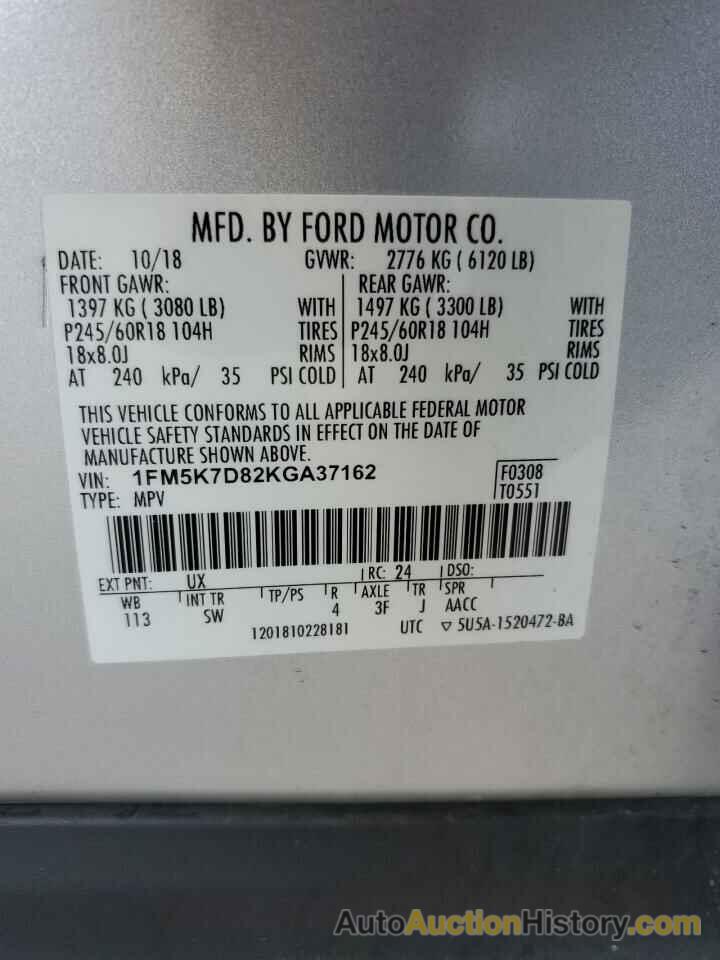 MFD. BY FORD MOTOR CO.
DATE: 10/18 GVWR: 2776 KG ( 6120 LB)
FRONT GAWR: REAR GAWR:
1397 KG ( 3080 LB) WITH 1497 KG ( 3300 LB) WITH
P245/60R18 104H TIRES P245/60R18 104H TIRES
18x8.0J RIMS 18x8.0J RIMS
AT 240 kPa/ 35 PSI COLD AT 240 kPa/ 35 PSI COLD
THIS VEHICLE CONFORMS TO ALL APPLICABLE FEDERAL MOTOR
VEHICLE SAFETY STANDARDS IN EFFECT ON THE DATE OF
MANUFACTURE SHOWN ABOVE.
VIN: 1FM5K7D82KGA37162 F0308
TYPE: MPV T0551
EXT PNT: UX RC: 24 DSO:
WB INT TR TP/PS R AXLE TR SPR
113 SW 4 3F J AACC
1201810228181 UTC ▽ 5U5A-1520472-BA
AutoAuctionHistory.com